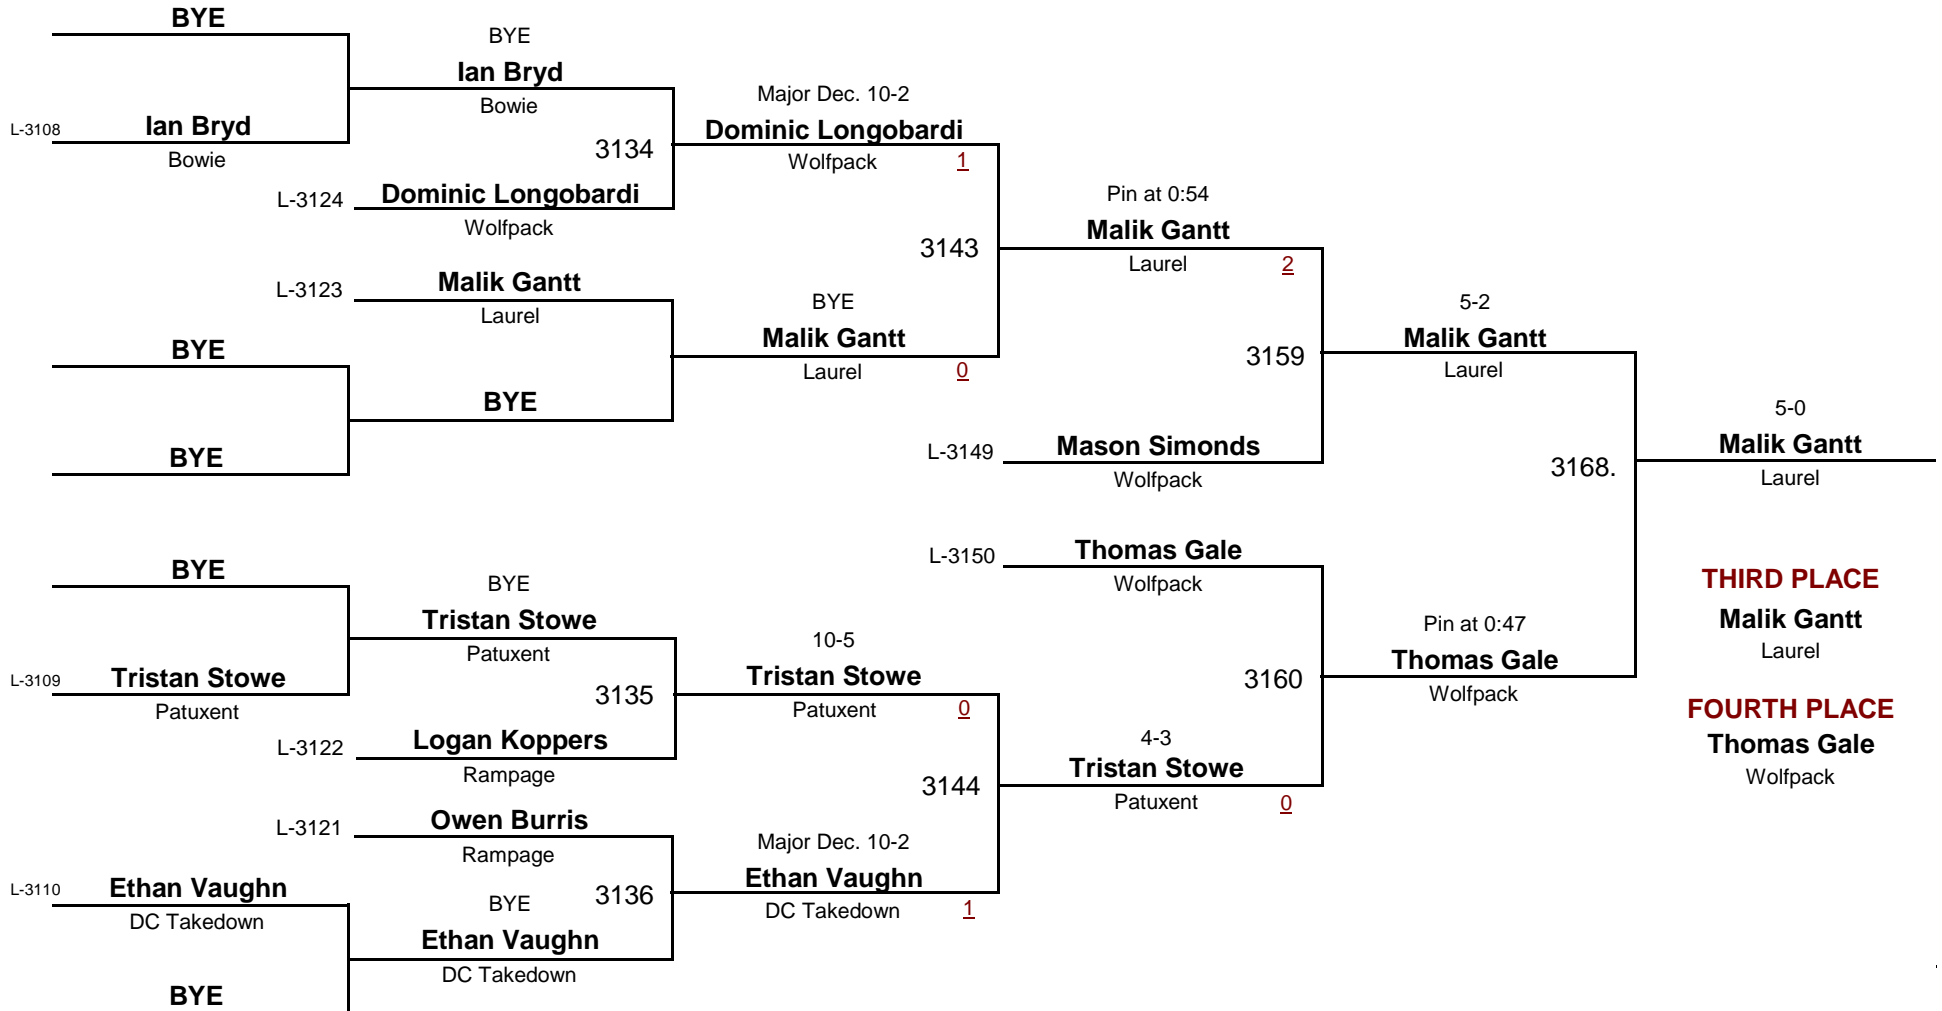 BYE
BYE
Ian Bryd
Bowie
L-3108
Ian Bryd
Bowie
3134
Major Dec. 10-2
Dominic Longobardi
Wolfpack
1
L-3124
Dominic Longobardi
Wolfpack
3143
Pin at 0:54
Malik Gantt
Laurel
2
L-3123
Malik Gantt
Laurel
BYE
Malik Gantt
Laurel
0
BYE
BYE
BYE
3159
5-2
Malik Gantt
Laurel
L-3149
Mason Simonds
Wolfpack
3168.
5-0
Malik Gantt
Laurel
BYE
BYE
Tristan Stowe
Patuxent
L-3109
Tristan Stowe
Patuxent
3135
10-5
Tristan Stowe
Patuxent
0
L-3122
Logan Koppers
Rampage
L-3150
Thomas Gale
Wolfpack
3160
Pin at 0:47
Thomas Gale
Wolfpack
3144
4-3
Tristan Stowe
Patuxent
0
L-3121
Owen Burris
Rampage
L-3110
Ethan Vaughn
DC Takedown
3136
BYE
Ethan Vaughn
DC Takedown
Major Dec. 10-2
Ethan Vaughn
DC Takedown
1
BYE
THIRD PLACE
Malik Gantt
Laurel
FOURTH PLACE
Thomas Gale
Wolfpack